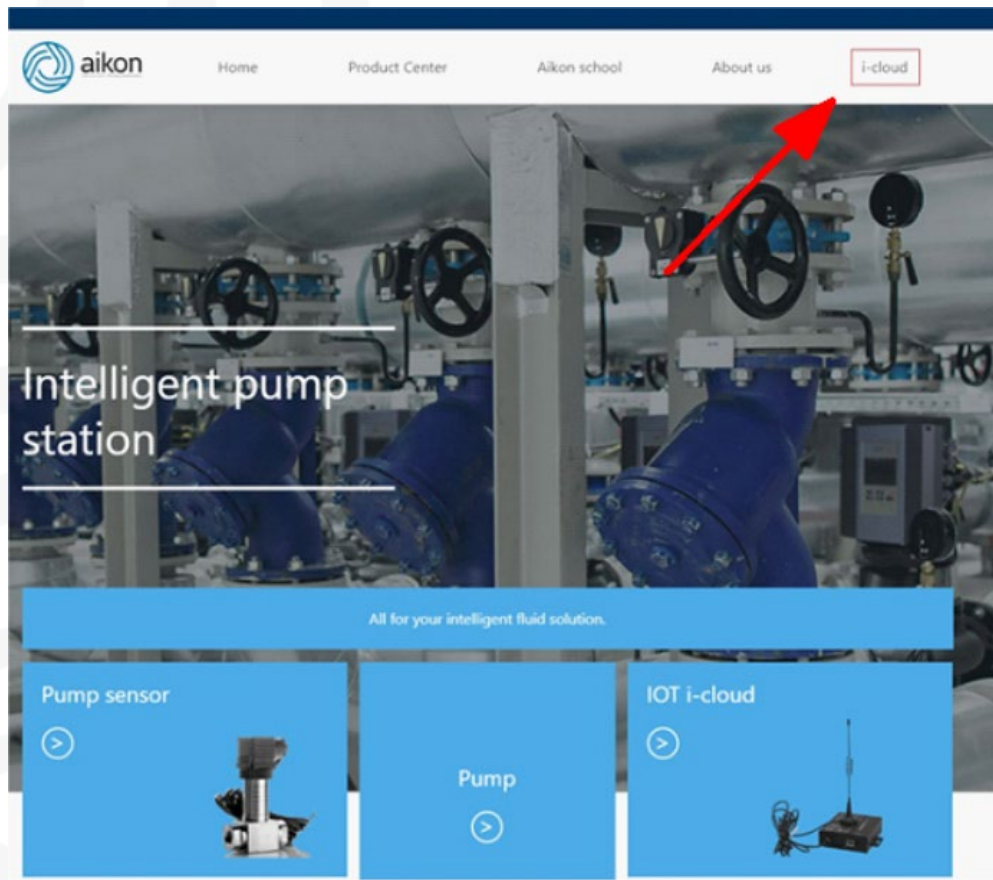 aikon
Home
Product Center
Aikon school
About us
i-cloud
Intelligent pump
station
All for your intelligent fluid solution.
Pump sensor
>
Pump
>
IOT i-cloud
>